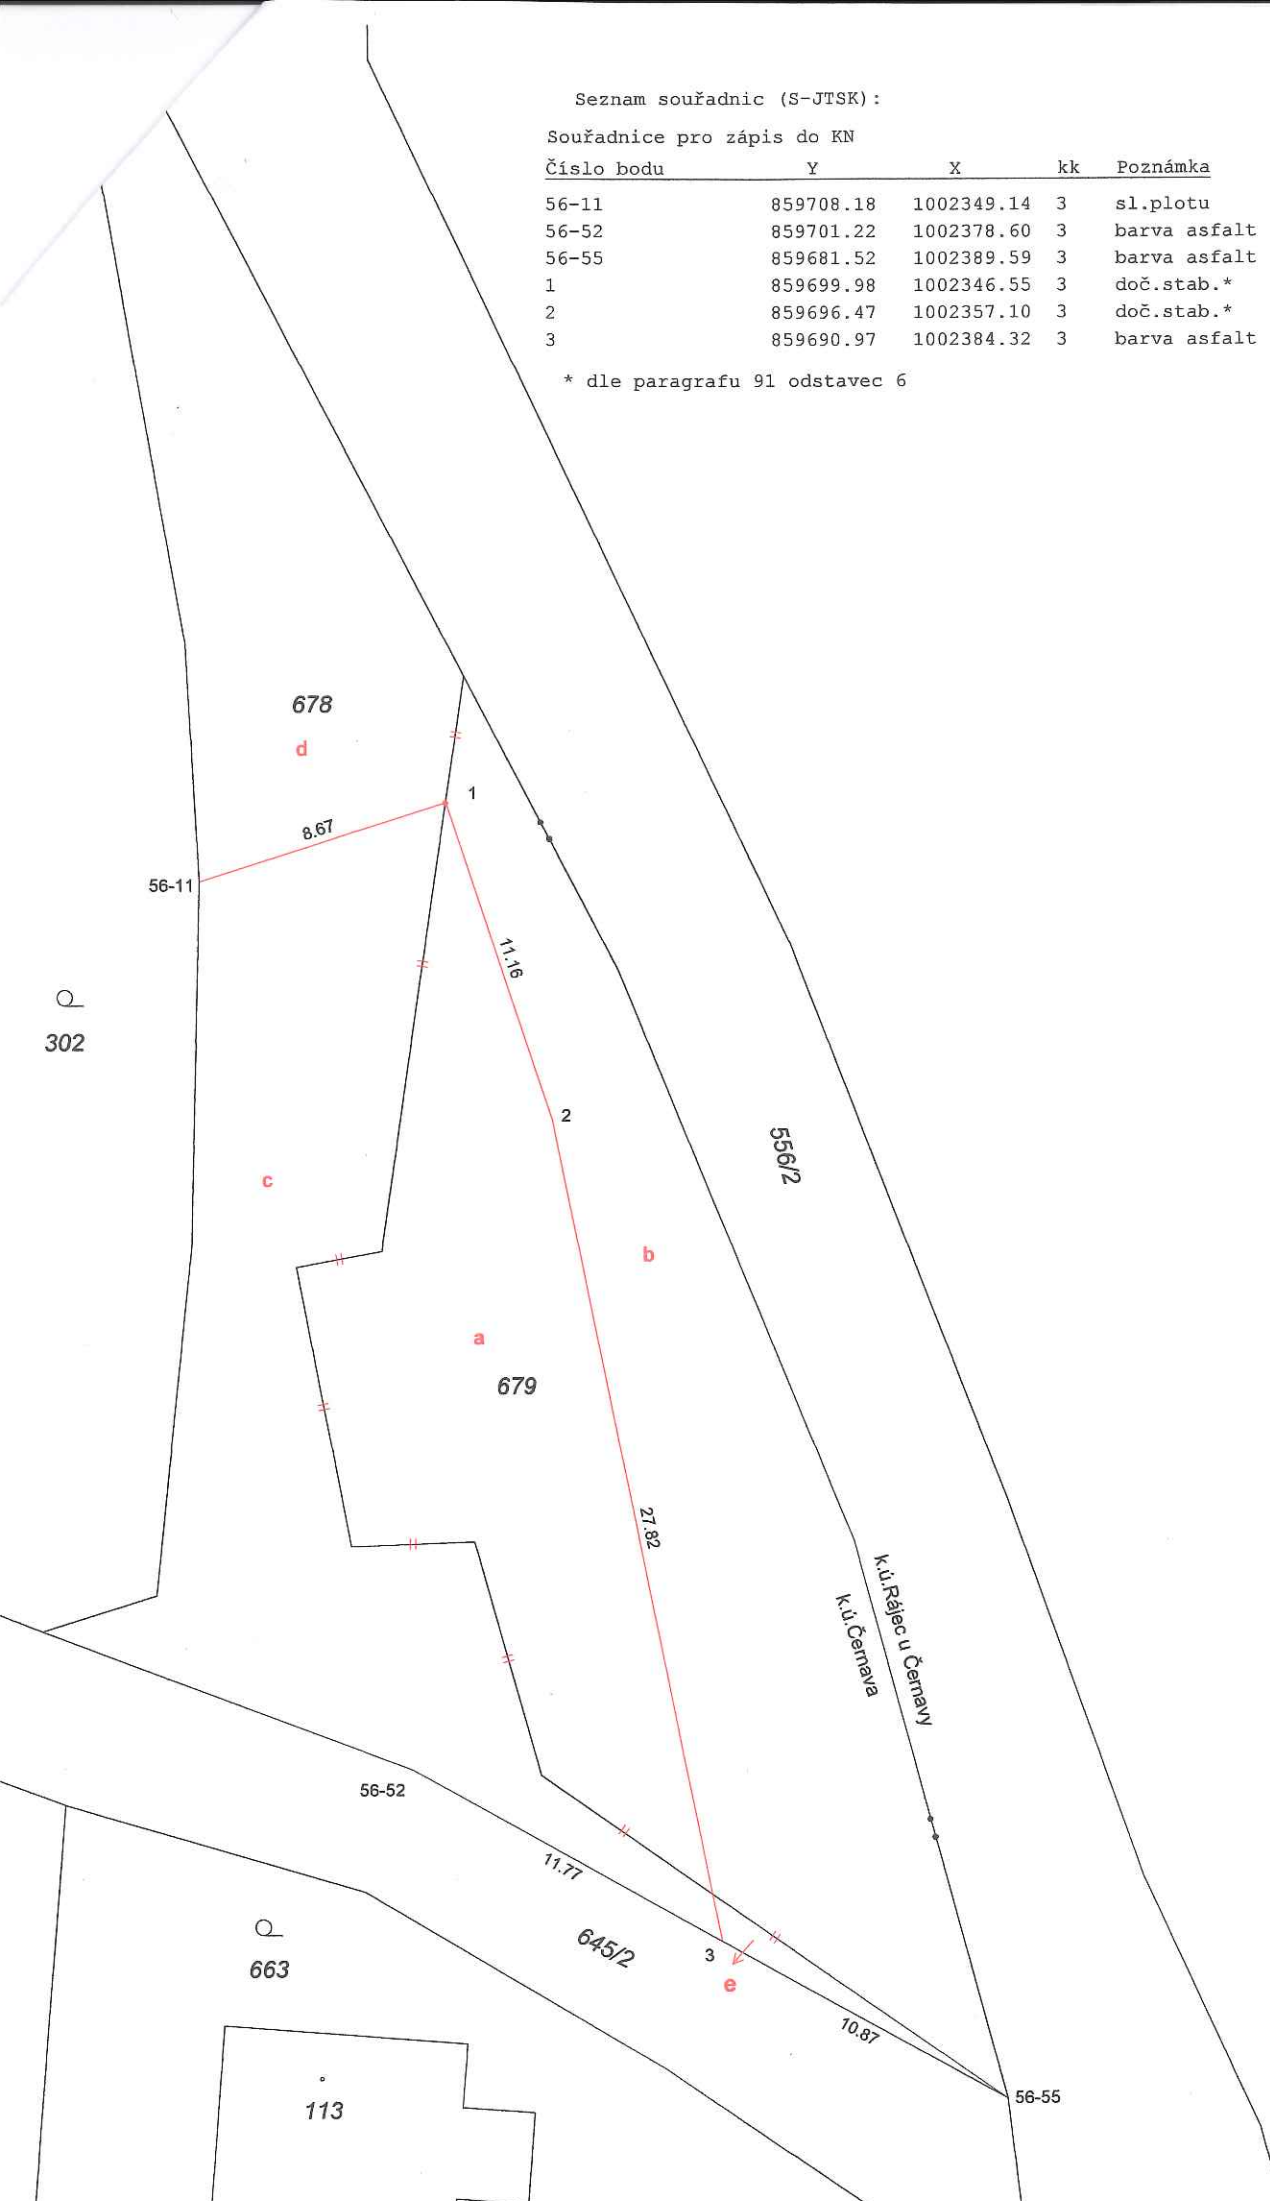 Seznam souřadnic (S-JTSK):
Souřadnice pro zápis do KN
Číslo bodu Y X kk Poznámka
56-11 859708.18 1002349.14 3 sl.plotu
56-52 859701.22 1002378.60 3 barva asfalt
56-55 859681.52 1002389.59 3 barva asfalt
1 859699.98 1002346.55 3 doč.stab.*
2 859696.47 1002357.10 3 doč.stab.*
3 859690.97 1002384.32 3 barva asfalt
* dle paragrafu 91 odstavec 6
678
d
1
8.67
56-11
11.16
302
2
556/2
c
b
a
679
27.82
k.ú.Rájec u Černavy
k.ú.Černava
56-52
11.77
645/2
3
663
e
10.87
56-55
113